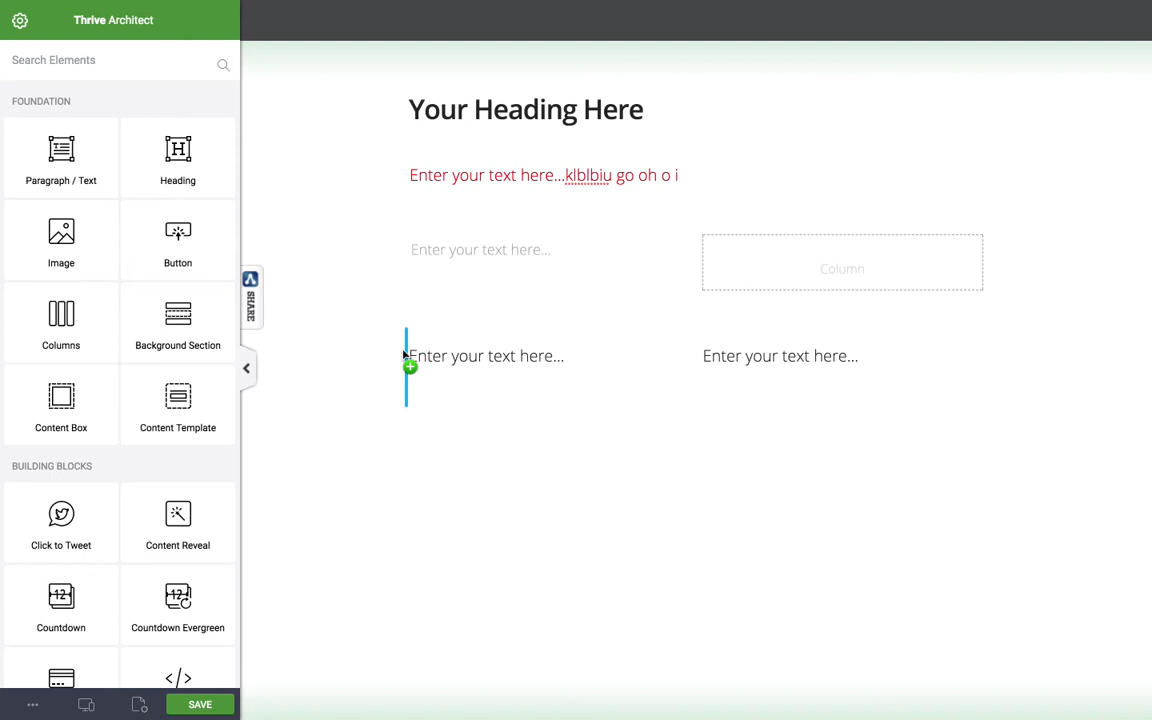 Thrive Architect
Search Elements
FOUNDATION
Paragraph / Text
Heading
Image
Button
Columns
Background Section
Content Box
Content Template
BUILDING BLOCKS
Click to Tweet
Content Reveal
12
Countdown
12
Countdown Evergreen
</>
...
SAVE
SHARE
Your Heading Here
Enter your text here...klblbiu go oh o i
Enter your text here...
Column
Enter your text here...
Enter your text here...